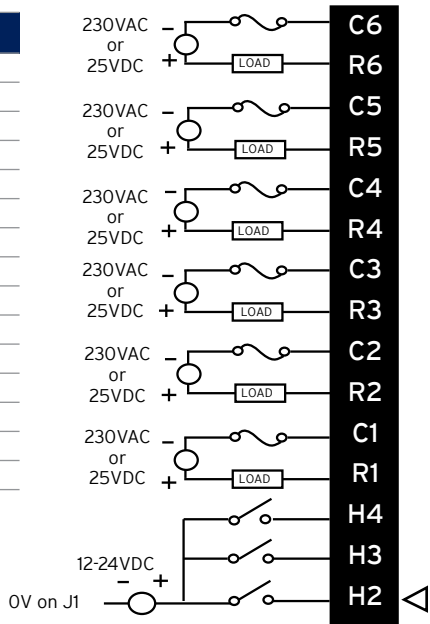 230VAC – C6
or
25VDC + LOAD R6
230VAC – C5
or
25VDC + LOAD R5
230VAC – C4
or
25VDC + LOAD R4
230VAC – C3
or
25VDC + LOAD R3
230VAC – C2
or
25VDC + LOAD R2
230VAC – C1
or
25VDC + LOAD R1
H4
12-24VDC H3
– +
0V on J1 H2